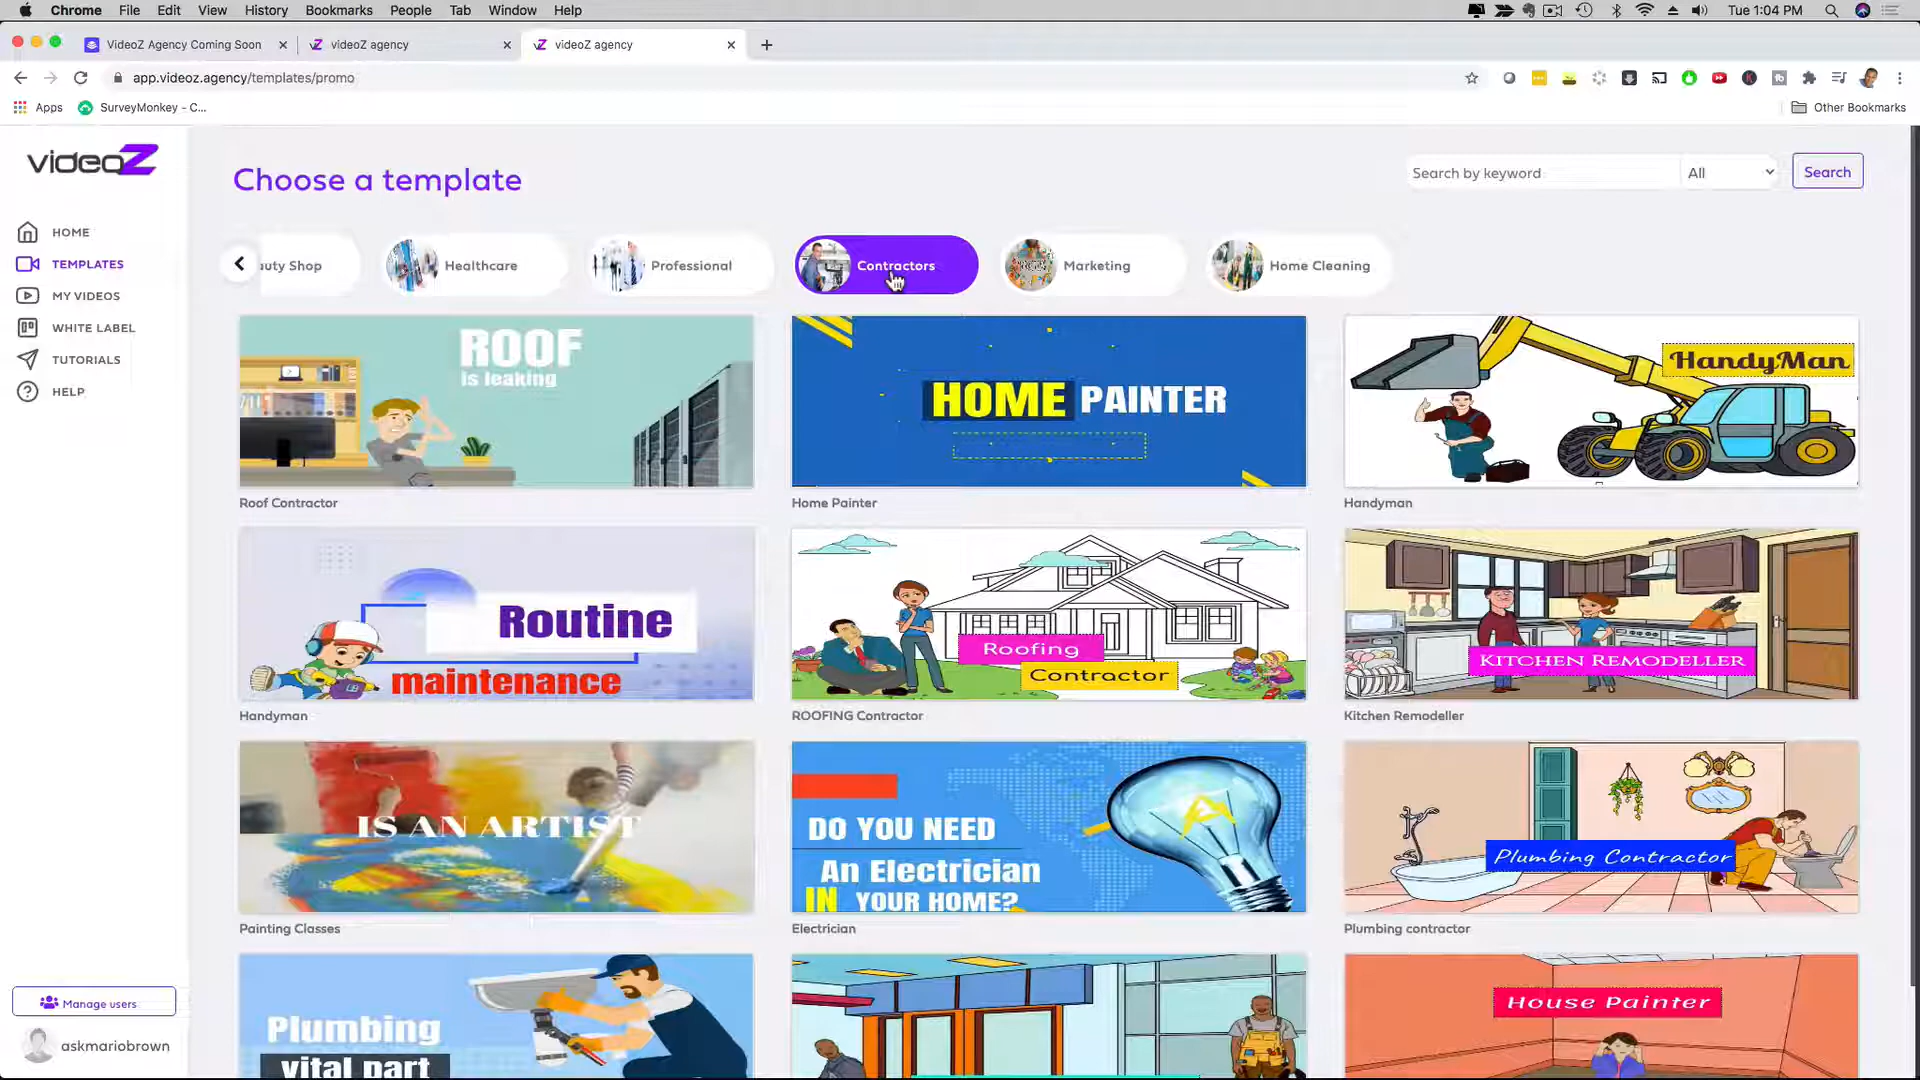 Chrome File Edit View History Bookmarks People Tab Window Help
Tue 1:04 PM
VideoZ Agency Coming Soon
videoZ agency
videoZ agency
app.videoz.agency/templates/promo
Apps
SurveyMonkey - C...
Other Bookmarks
videoZ
HOME
TEMPLATES
MY VIDEOS
WHITE LABEL
TUTORIALS
HELP
Manage users
askmariobrown
Choose a template
Search by keyword
All
Search
uty Shop
Healthcare
Professional
Contractors
Marketing
Home Cleaning
ROOF
is leaking
Roof Contractor
HOME PAINTER
Home Painter
HandyMan
Handyman
Routine
maintenance
Handyman
Roofing
Contractor
ROOFING Contractor
KITCHEN REMODELLER
Kitchen Remodeller
IS AN ARTIST
Painting Classes
DO YOU NEED
An Electrician
IN YOUR HOME?
Electrician
Plumbing Contractor
Plumbing contractor
Plumbing
vital part
House Painter